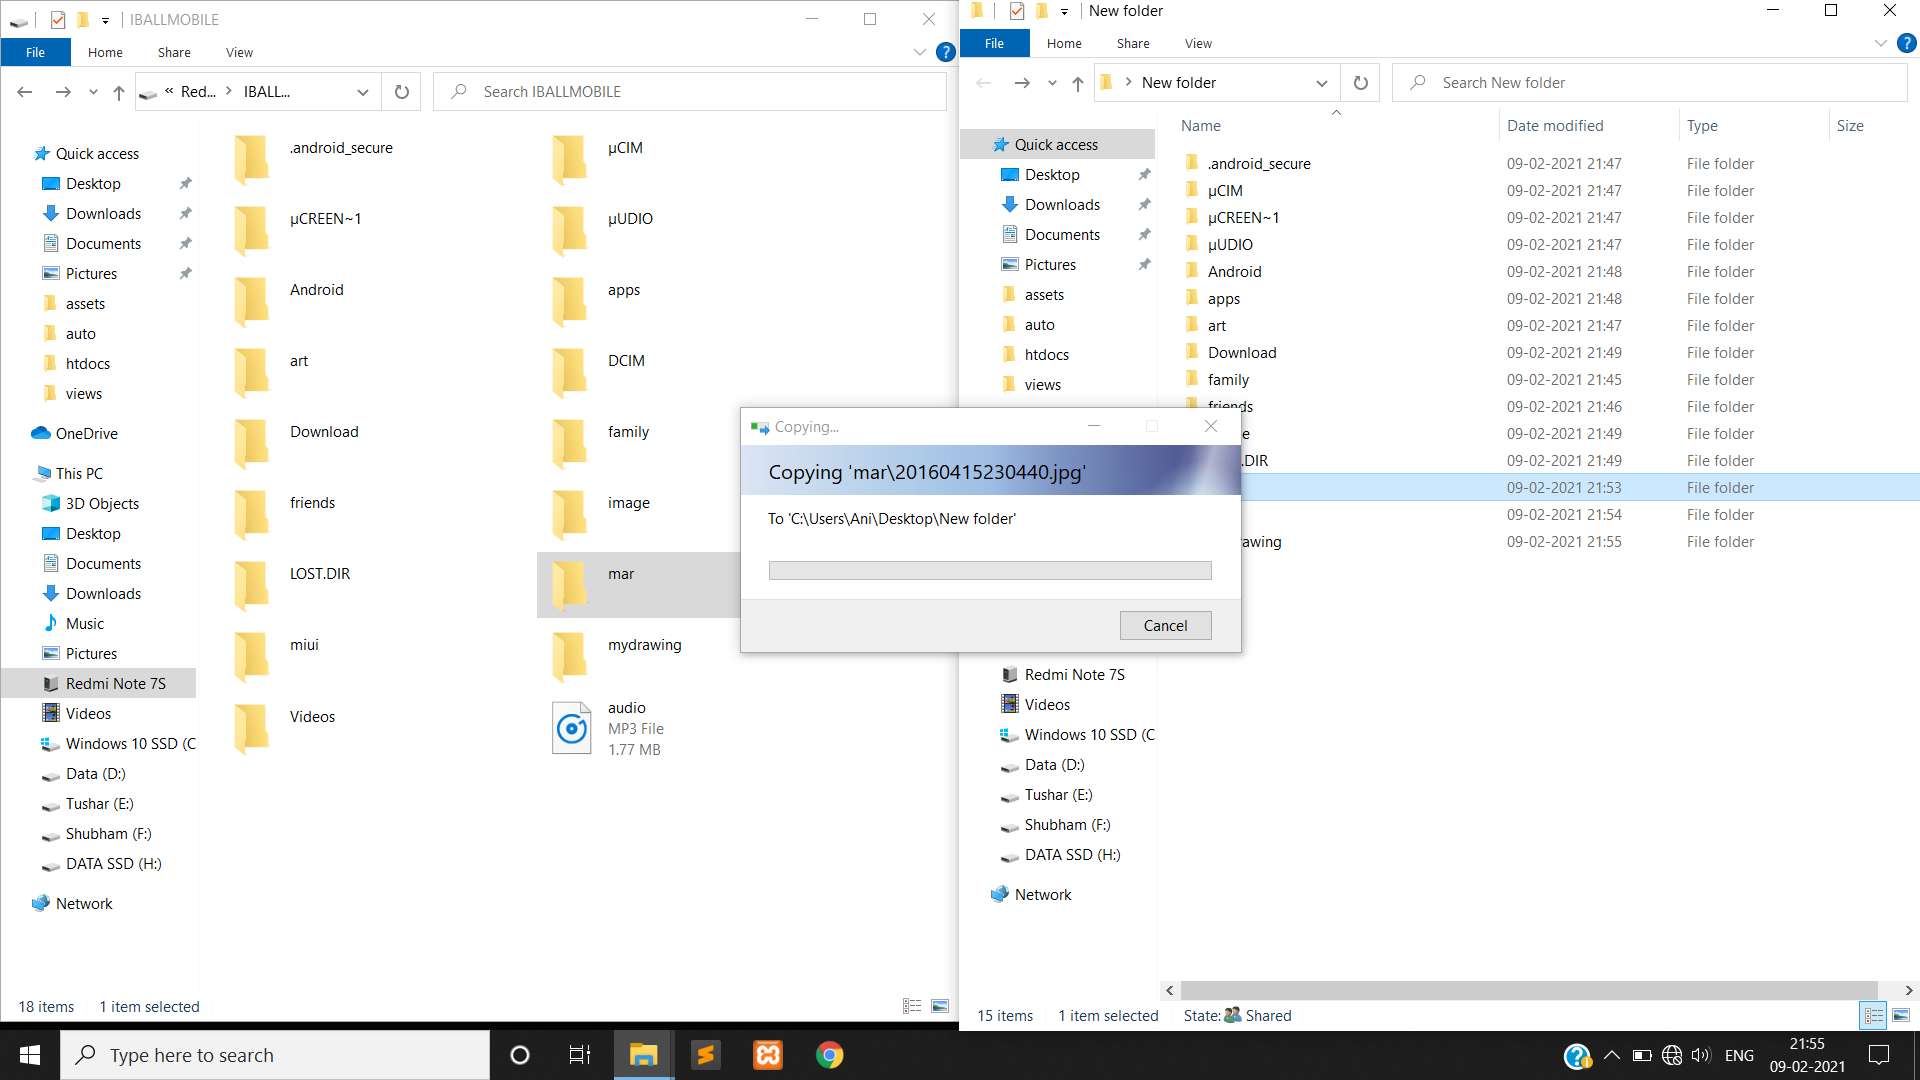 IBALLMOBILE
File Home Share View
Red... IBALL...
Search IBALLMOBILE
Quick access
Desktop
Downloads
Documents
Pictures
assets
auto
htdocs
views
OneDrive
This PC
3D Objects
Desktop
Documents
Downloads
Music
Pictures
Redmi Note 7S
Videos
Windows 10 SSD (C
Data (D:)
Tushar (E:)
Shubham (F:)
DATA SSD (H:)
Network
.android_secure
µCIM
µCREEN~1
µUDIO
Android
apps
art
DCIM
Download
family
friends
image
LOST.DIR
mar
miui
mydrawing
Videos
audio
MP3 File
1.77 MB
18 items 1 item selected
New folder
File Home Share View
New folder
Search New folder
Quick access
Desktop
Downloads
Documents
Pictures
assets
auto
htdocs
views
Redmi Note 7S
Videos
Windows 10 SSD (C
Data (D:)
Tushar (E:)
Shubham (F:)
DATA SSD (H:)
Network
Name Date modified Type Size
.android_secure 09-02-2021 21:47 File folder
µCIM 09-02-2021 21:47 File folder
µCREEN~1 09-02-2021 21:47 File folder
µUDIO 09-02-2021 21:47 File folder
Android 09-02-2021 21:48 File folder
apps 09-02-2021 21:48 File folder
art 09-02-2021 21:47 File folder
Download 09-02-2021 21:49 File folder
family 09-02-2021 21:45 File folder
friends 09-02-2021 21:46 File folder
e 09-02-2021 21:49 File folder
.DIR 09-02-2021 21:49 File folder
09-02-2021 21:53 File folder
09-02-2021 21:54 File folder
awing 09-02-2021 21:55 File folder
15 items 1 item selected State: Shared
Copying...
Copying 'mar\20160415230440.jpg'
To 'C:\Users\Ani\Desktop\New folder'
Cancel
Type here to search
ENG
21:55
09-02-2021